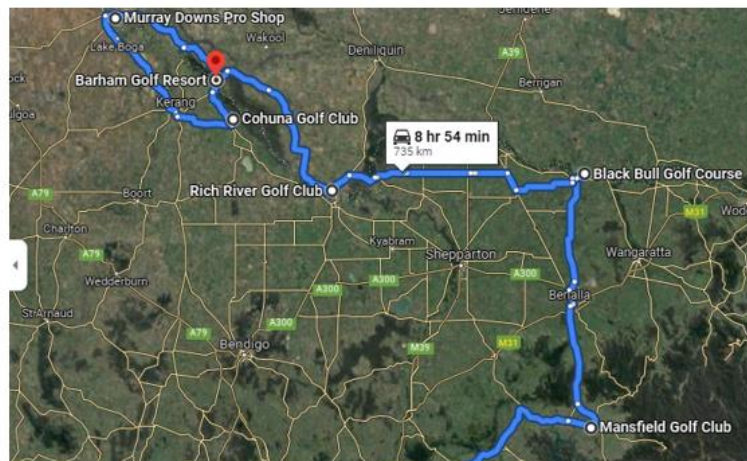 Jerilderie
Murray Downs Pro Shop
Wakool
Lake Boga
Deniliquin
A39
Berrigan
Barham Golf Resort
Kerang
Cohuna Golf Club
8 hr 54 min
735 km
Rich River Golf Club
Black Bull Golf Course
A79
Boort
M31
Charlton
Kyabram
Shepparton
Wangaratta
A79
A300
Wedderburn
A300
A300
Benalla
St Arnaud
A79
A300
Bendigo
M39
M31
Mansfield Golf Club